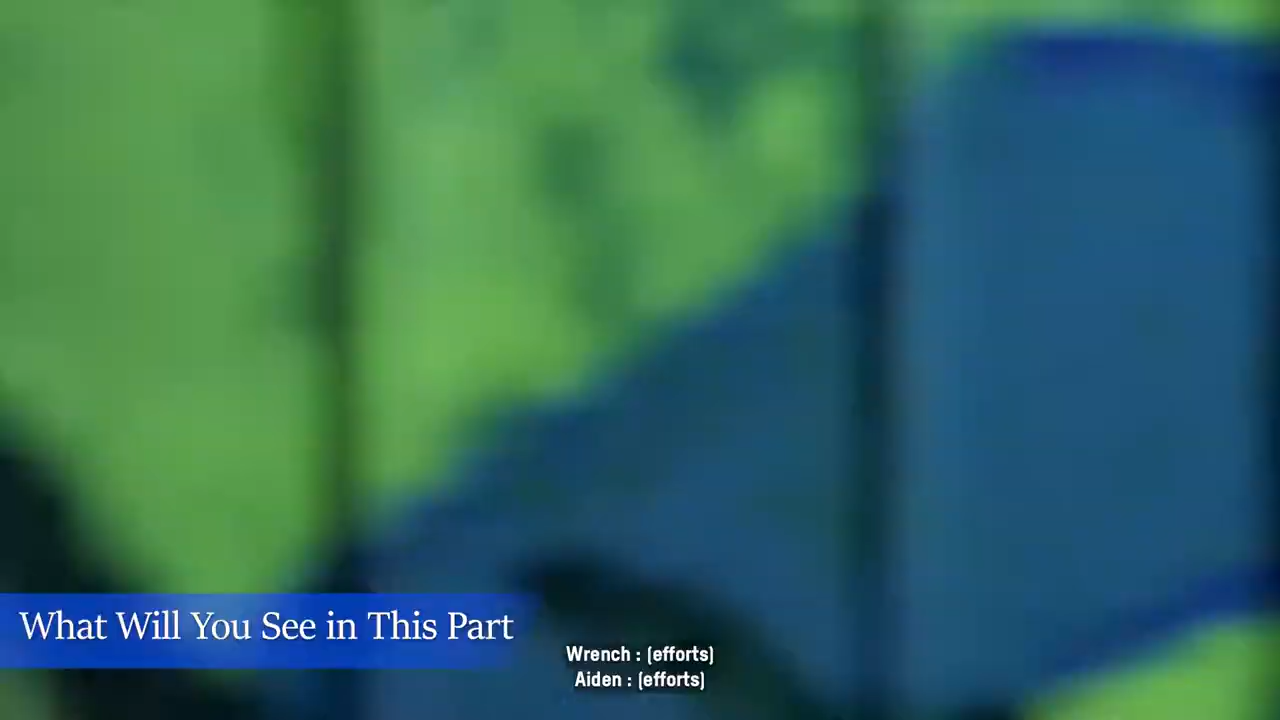 What Will You See in This Part
Wrench : (efforts)
Aiden : (efforts)